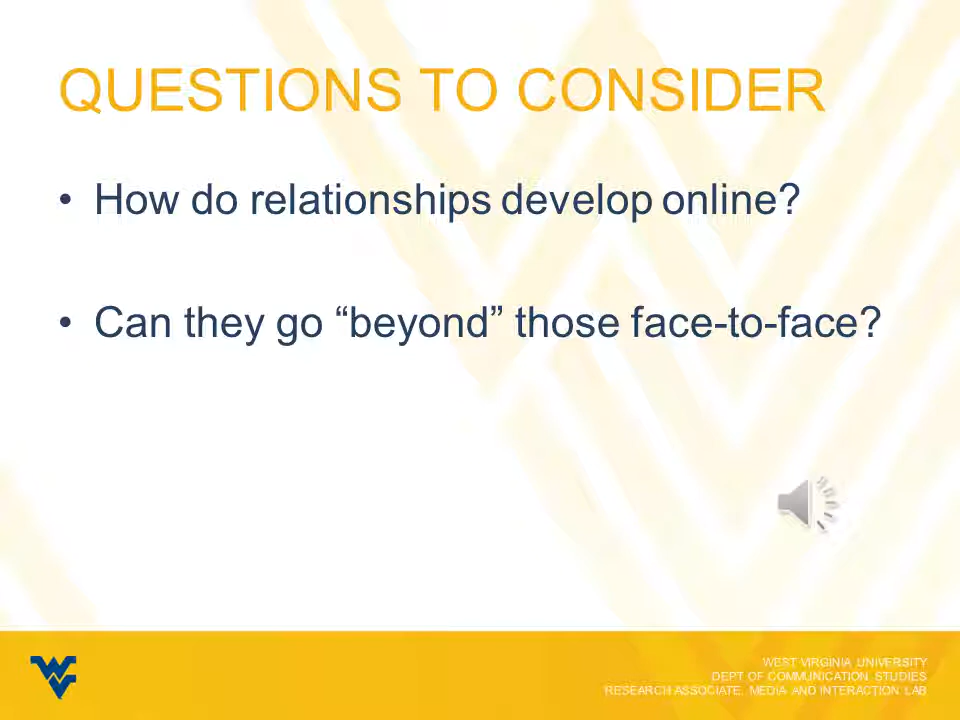 QUESTIONS TO CONSIDER
• How do relationships develop online?
• Can they go “beyond” those face-to-face?
WEST VIRGINIA UNIVERSITY
DEPT OF COMMUNICATION STUDIES
RESEARCH ASSOCIATE, MEDIA AND INTERACTION LAB